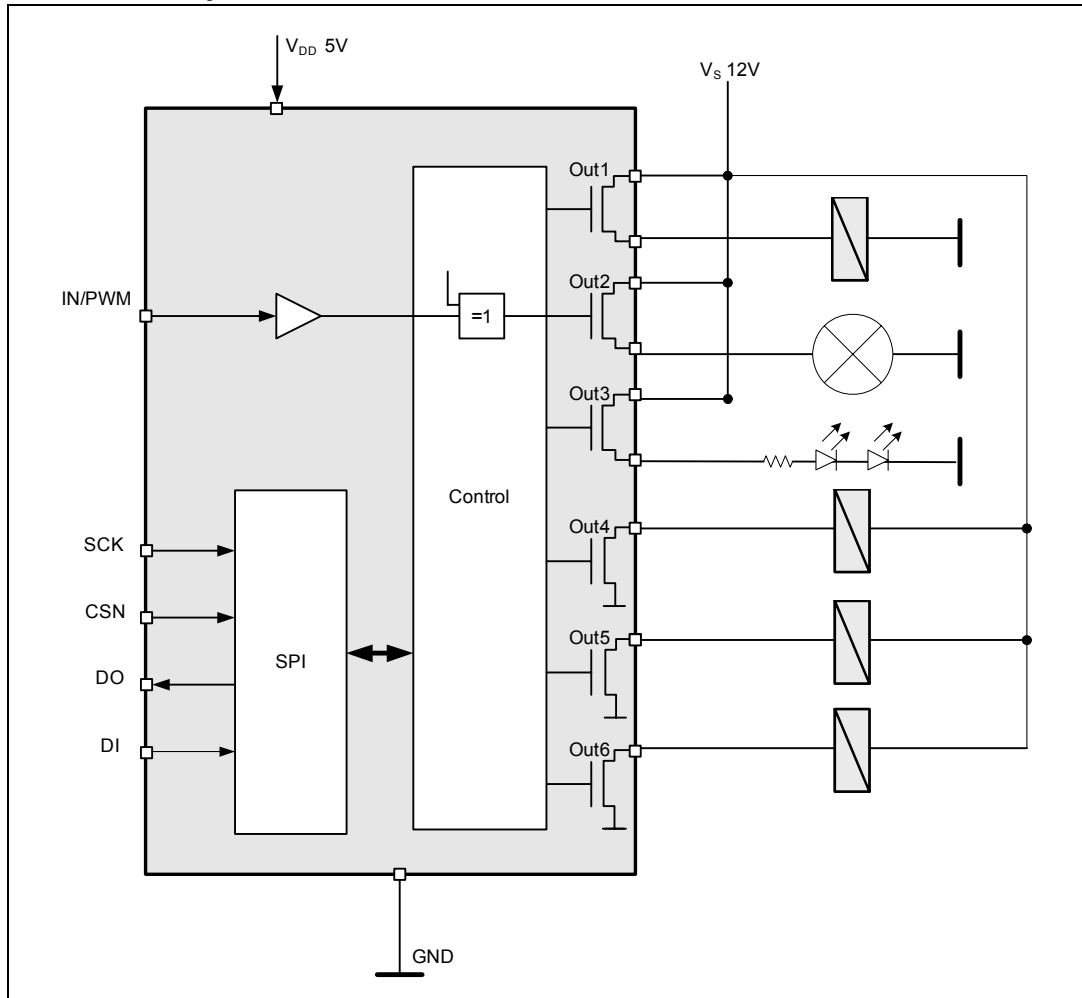 V_DD 5V
V_S 12V
Out1
IN/PWM
Out2
=1
Out3
Control
Out4
SCK
CSN
Out5
SPI
DO
DI
Out6
GND